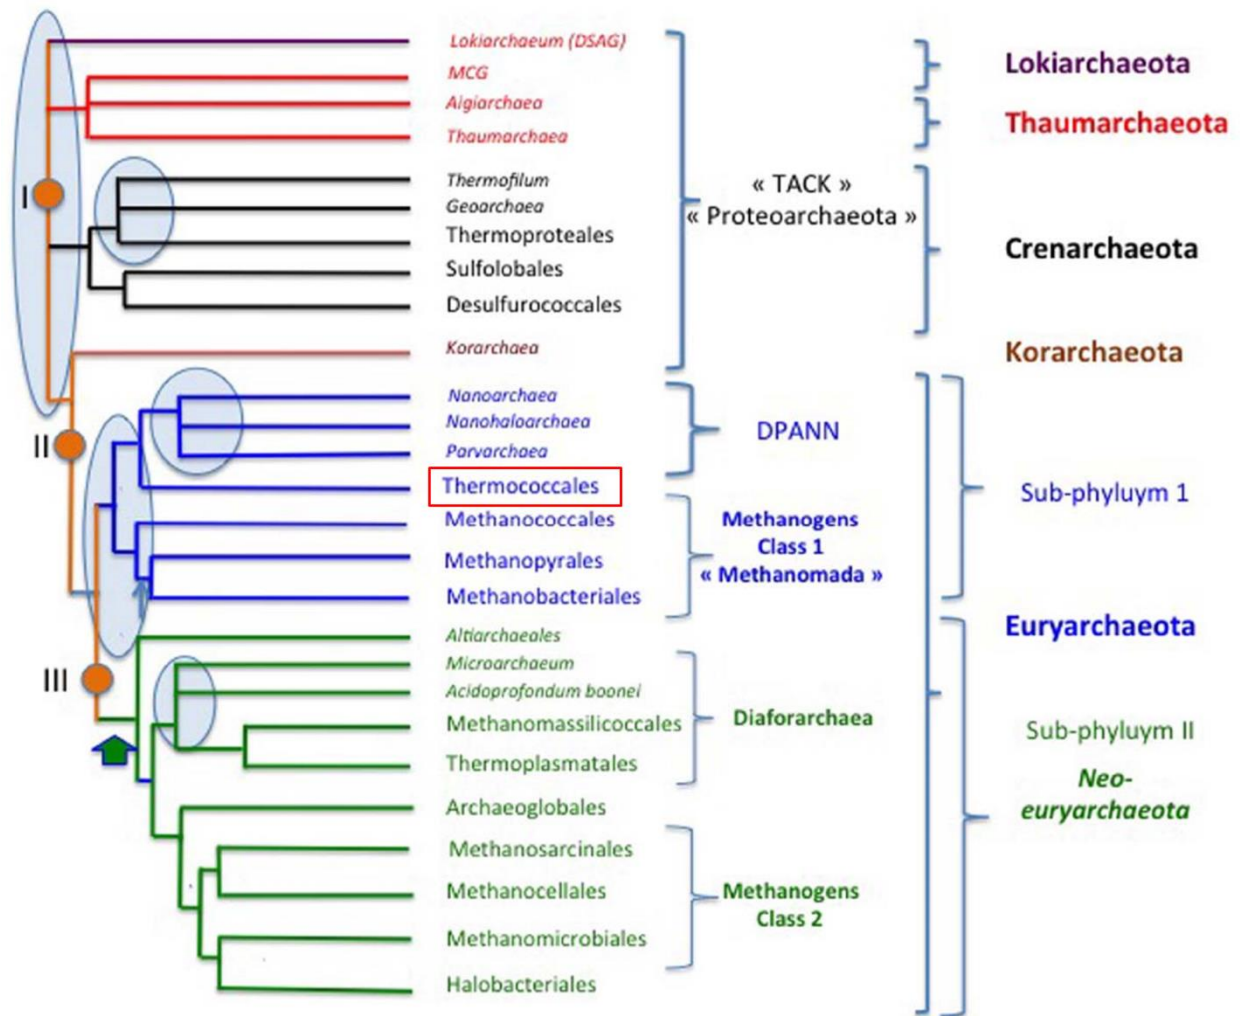 Lokiarchaeum (DSAG)
MCG
Aigiarchaea
Thaumarchaea
Thermofilum
Geoarchaea
Thermoproteales
Sulfolobales
Desulfurococcales
Korarchaea
Nanoarchaea
Nanohaloarchaea
Parvarchaea
Thermococcales
Methanococcales
Methanopyrales
Methanobacteriales
Altiarchaeales
Microarchaeum
Acidoprofondum boonei
Methanomassilicoccales
Thermoplasmatales
Archaeoglobales
Methanosarcinales
Methanocellales
Methanomicrobiales
Halobacteriales
I
II
III
« TACK »
« Proteoarchaeota »
DPANN
Methanogens
Class 1
« Methanomada »
Diaforarchaea
Methanogens
Class 2
Lokiarchaeota
Thaumarchaeota
Crenarchaeota
Korarchaeota
Sub-phyluym 1
Euryarchaeota
Sub-phyluym II
Neo-
euryarchaeota